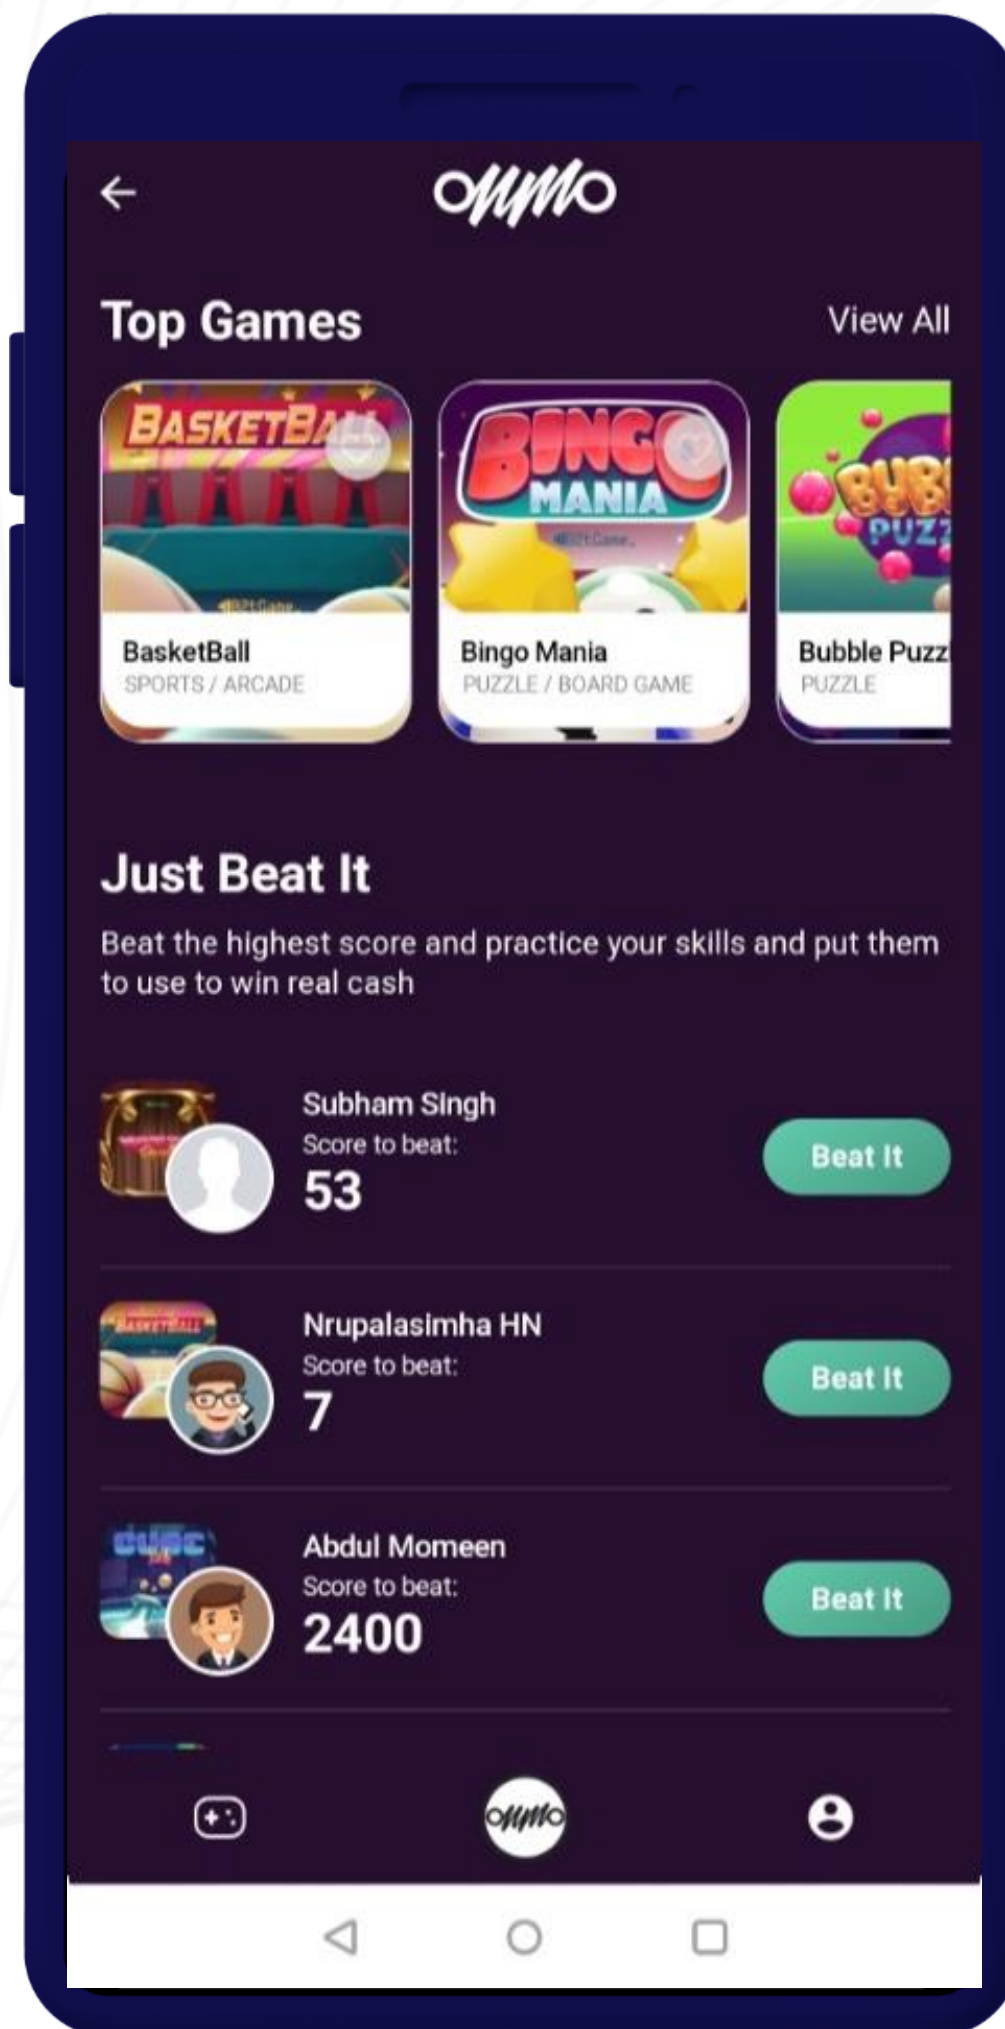 onmo
Top Games
View All
BASKETBALL
BINGO
MANIA
BasketBall
SPORTS / ARCADE
Bingo Mania
PUZZLE / BOARD GAME
Bubble Puzz
PUZZLE
Just Beat It
Beat the highest score and practice your skills and put them
to use to win real cash
Subham Singh
Score to beat:
53
Beat It
BASKETBALL
Nrupalasimha HN
Score to beat:
7
Beat It
Abdul Momeen
Score to beat:
2400
Beat It
onmo